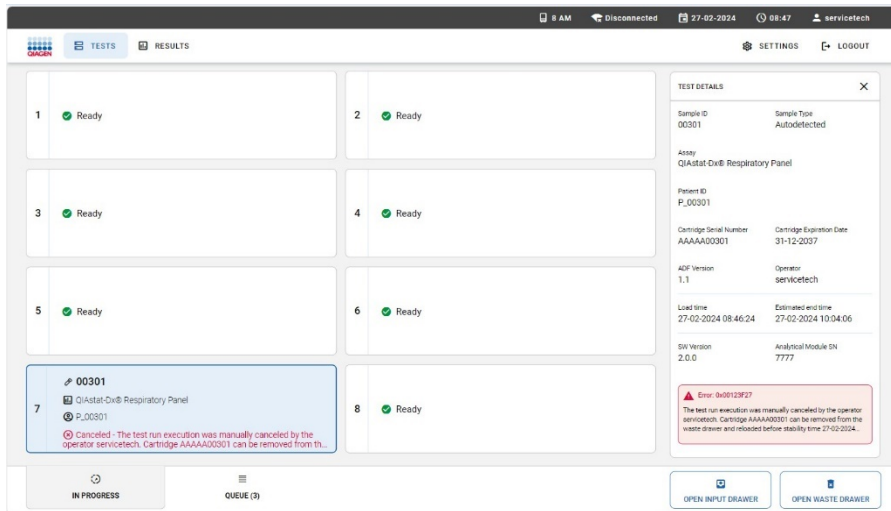 8 AM Disconnected 27-02-2024 08:47 servicetech
QIAGEN TESTS RESULTS SETTINGS LOGOUT
1 Ready
2 Ready
3 Ready
4 Ready
5 Ready
6 Ready
7
00301
QIAstat-Dx® Respiratory Panel
P_00301
Canceled - The test run execution was manually canceled by the
operator servicetech. Cartridge AAAAA00301 can be removed from th...
8 Ready
TEST DETAILS
Sample ID Sample Type
00301 Autodetected
Assay
QIAstat-Dx® Respiratory Panel
Patient ID
P_00301
Cartridge Serial Number Cartridge Expiration Date
AAAAA00301 31-12-2037
ADF Version Operator
1.1 servicetech
Load time Estimated end time
27-02-2024 08:46:24 27-02-2024 10:04:06
SW Version Analytical Module SN
2.0.0 7777
Error: 0x00123F27
The test run execution was manually canceled by the operator
servicetech. Cartridge AAAAA00301 can be removed from the
waste drawer and reloaded before stability time 27-02-2024...
IN PROGRESS QUEUE (3) OPEN INPUT DRAWER OPEN WASTE DRAWER